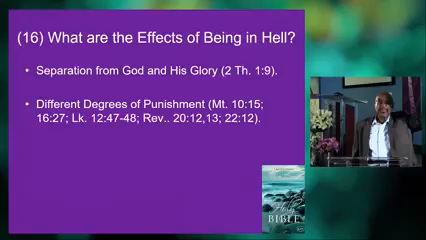 (16) What are the Effects of Being in Hell?
• Separation from God and His Glory (2 Th. 1:9).
• Different Degrees of Punishment (Mt. 10:15;
16:27; Lk. 12:47-48; Rev.. 20:12,13; 22:12).
Holy
BIBLE